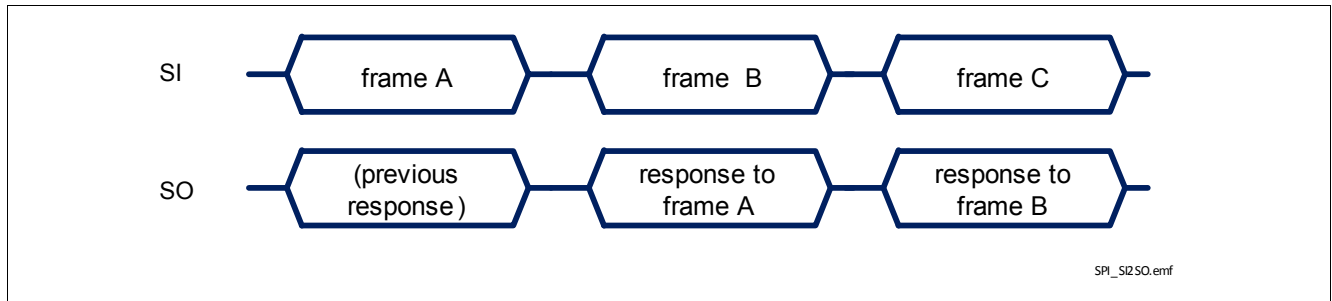 SI
frame A
frame B
frame C
SO
(previous
response)
response to
frame A
response to
frame B
SPI_SI2SO.emf